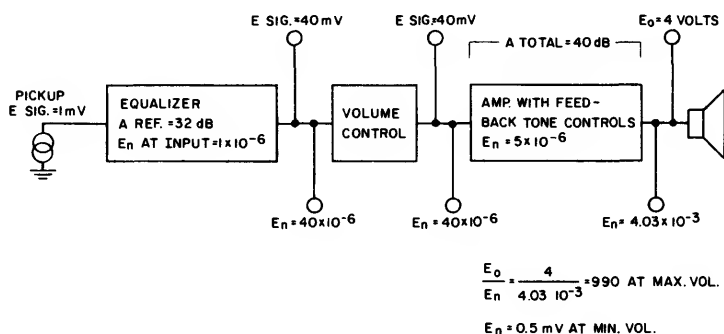 E SIG.=40mV
E SIG.=40mV
E₀=4 VOLTS
A TOTAL=40 dB
PICKUP
E SIG.=1mV
EQUALIZER
A REF.=32 dB
Eₙ AT INPUT=1×10⁻⁶
VOLUME
CONTROL
AMP. WITH FEED-
BACK TONE CONTROLS
Eₙ=5×10⁻⁶
Eₙ=40×10⁻⁶
Eₙ=40×10⁻⁶
Eₙ=4.03×10⁻³
E₀/Eₙ = 4/4.03 10⁻³ =990 AT MAX. VOL.
Eₙ=0.5 mV AT MIN. VOL.